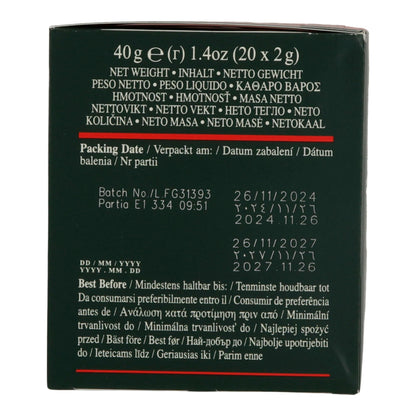 40g e (г) 1.4oz (20 x 2g)
NET WEIGHT • INHALT • NETTO GEWICHT
PESO NETTO • PESO LIQUIDO • ΚΑΘΑΡΟ ΒΑΡΟΣ
HMOTNOST • HMOTNOSŤ • MASA NETTO
NETTOVIKT • NETTO VEKT • НЕТО ТЕГЛО • NETO
KOLIČINA • NETO MASA • NETO MASĖ • NETOKAAL
Packing Date / Verpackt am: / Datum zabalení / Dátum
balenia / Nr partii
Batch No/L FG31393
Partia E1 334 09:51
26/11/2024
٢٠٢٤/١١/٢٦
2024.11.26
26/11/2027
٢٠٢٧/١١/٢٦
2027.11.26
DD / MM / YYYY
YYYY . MM . DD
Best Before / Mindestens haltbar bis: / Tenminste houdbaar tot
Da consumarsi preferibilmente entro il / Consumir de preferência
antes de / Ανάλωση κατά προτίμηση πριν από / Minimální
trvanlivost do / Minimálna trvanlivosť do / Najlepiej spożyć
przed / Bäst före / Best før / Най-добър до / Najbolje upotrijebiti
do / Ieteicams līdz / Geriausias iki / Parim enne